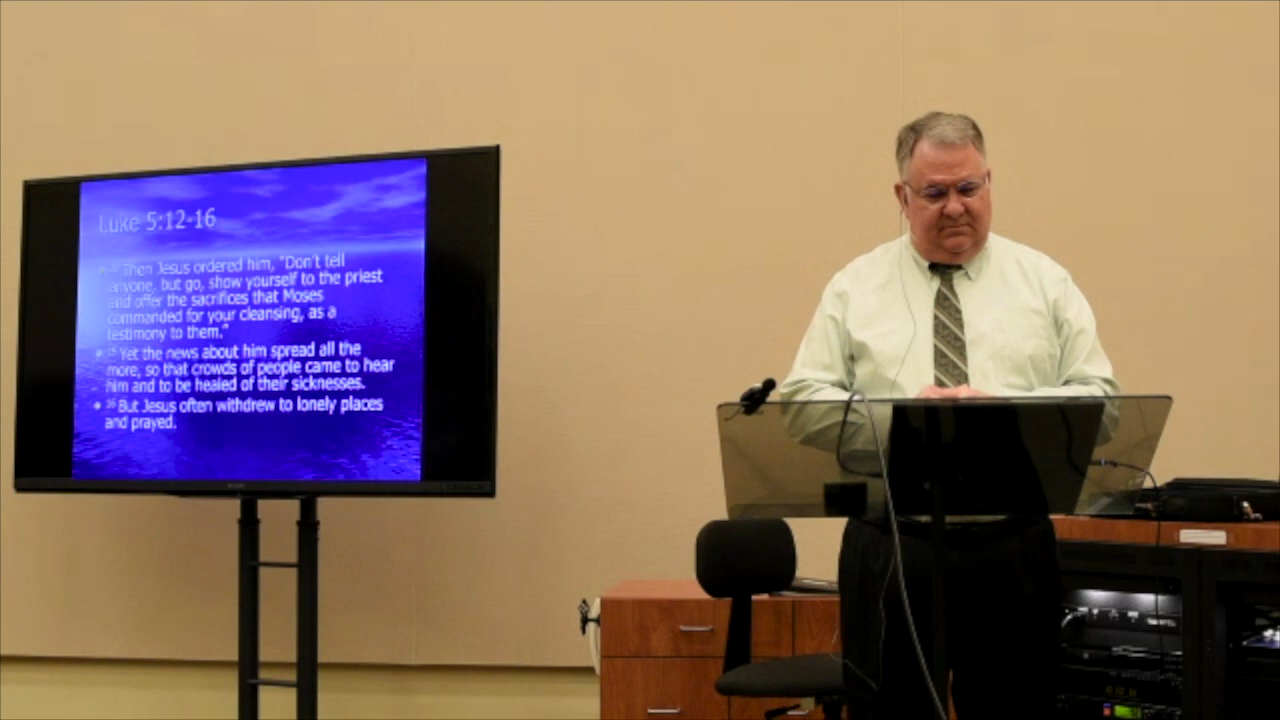 Luke 5:12-16
Then Jesus ordered him, "Don't tell
anyone, but go, show yourself to the priest
and offer the sacrifices that Moses
commanded for your cleansing, as a
testimony to them."
• 15 Yet the news about him spread all the
more, so that crowds of people came to hear
him and to be healed of their sicknesses.
• 16 But Jesus often withdrew to lonely places
and prayed.